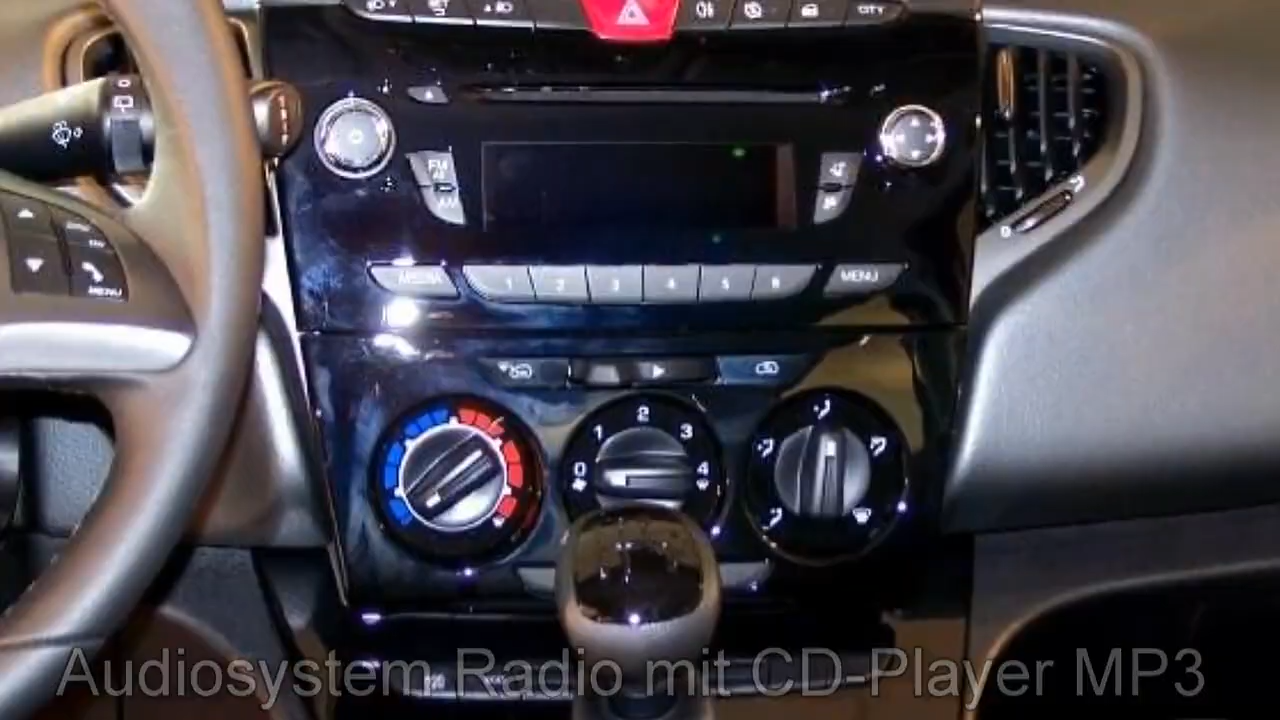 CITY
FM
MEDIA 1 2 3 4 5 6 MENU
MENU
2
1 3
0 4
Audiosystem Radio mit CD-Player MP3